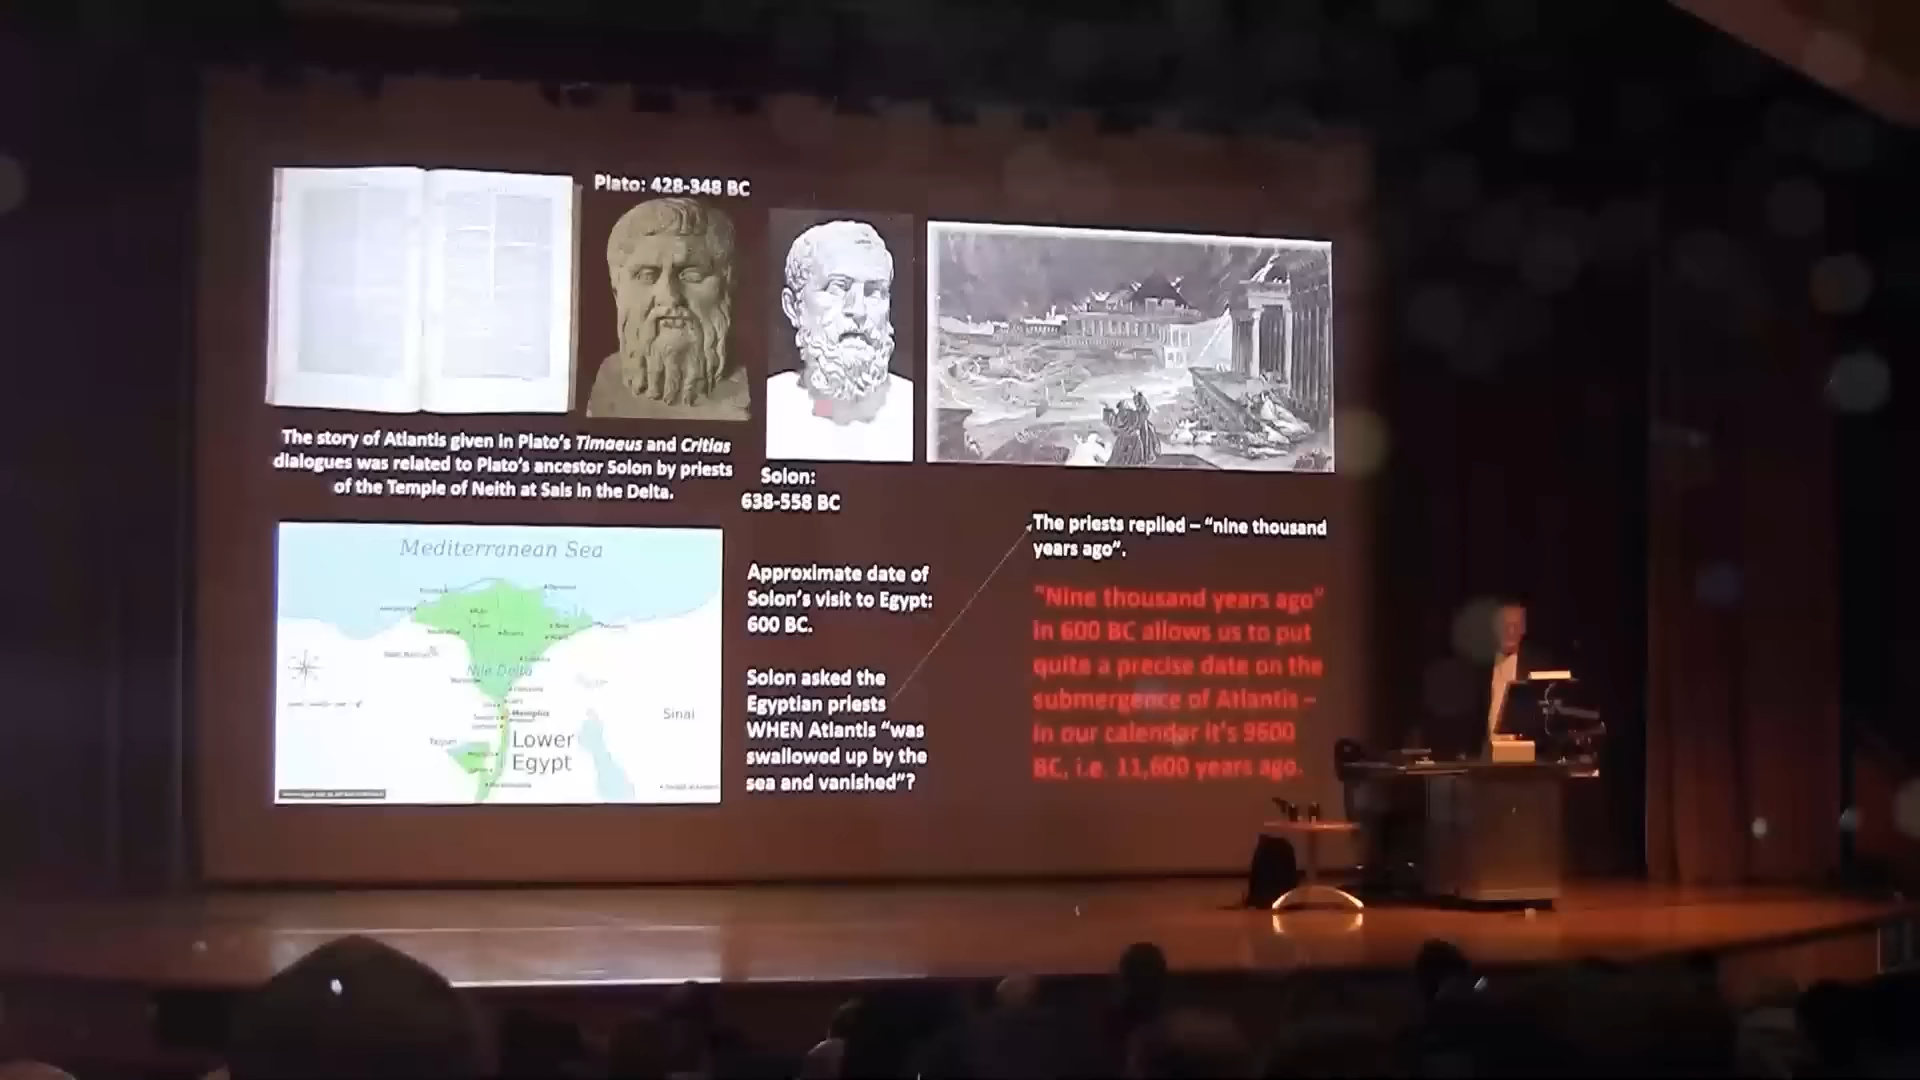 Plato: 428-348 BC
The story of Atlantis given in Plato's Timaeus and Critias
dialogues was related to Plato's ancestor Solon by priests
of the Temple of Neith at Sais in the Delta.
Solon:
638-558 BC
Mediterranean Sea
Nile Delta
Memphis
Lower
Egypt
Sinai
Approximate date of
Solon's visit to Egypt:
600 BC.
Solon asked the
Egyptian priests
WHEN Atlantis "was
swallowed up by the
sea and vanished"?
The priests replied – "nine thousand
years ago".
"Nine thousand years ago"
in 600 BC allows us to put
quite a precise date on the
submergence of Atlantis –
in our calendar it's 9600
BC, i.e. 11,600 years ago.